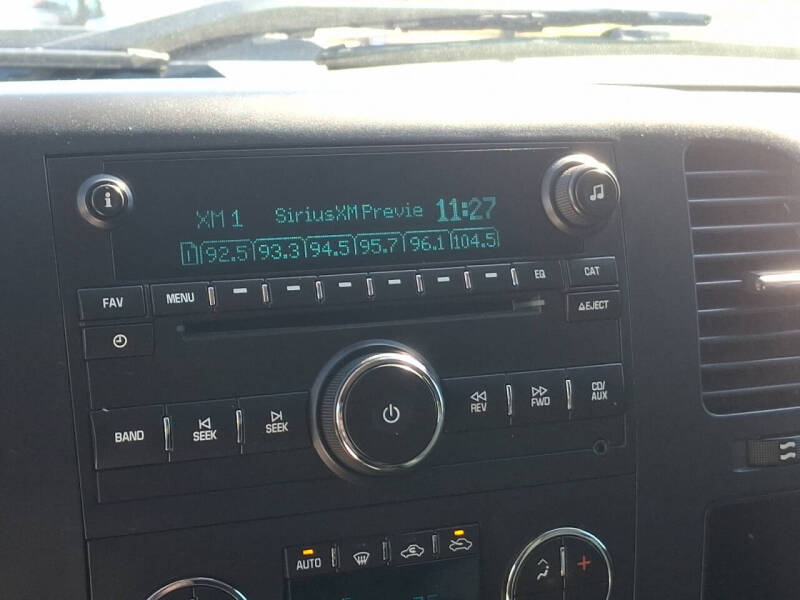 i
XM 1 SiriusXM Previe 11:27
1 92.5 93.3 94.5 95.7 96.1 104.5
FAV MENU EQ CAT
EJECT
BAND SEEK SEEK REV FWD CD/
AUX
AUTO